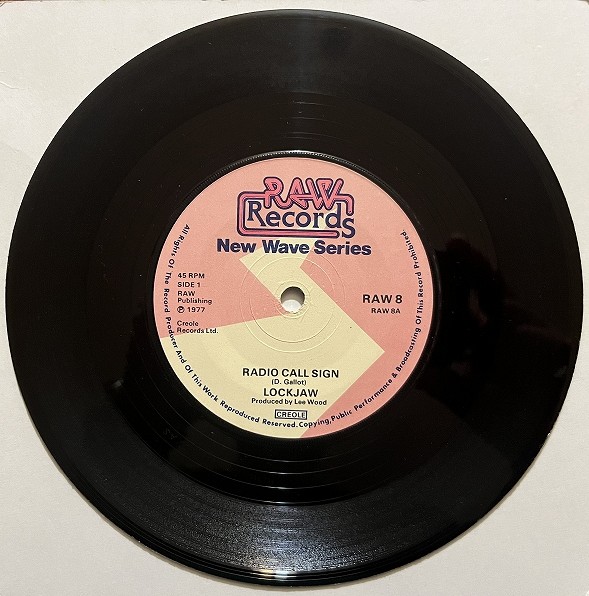 RAW
Records
New Wave Series
45 RPM
SIDE 1
RAW
Publishing
℗ 1977
Creole
Records Ltd.
RAW 8
RAW 8A
RADIO CALL SIGN
(D. Gallot)
LOCKJAW
Produced by Lee Wood
CREOLE
All Rights Of The Record Producer And Of This Work Reproduced Reserved. Copying, Public Performance & Broadcasting Of This Record Prohibited.